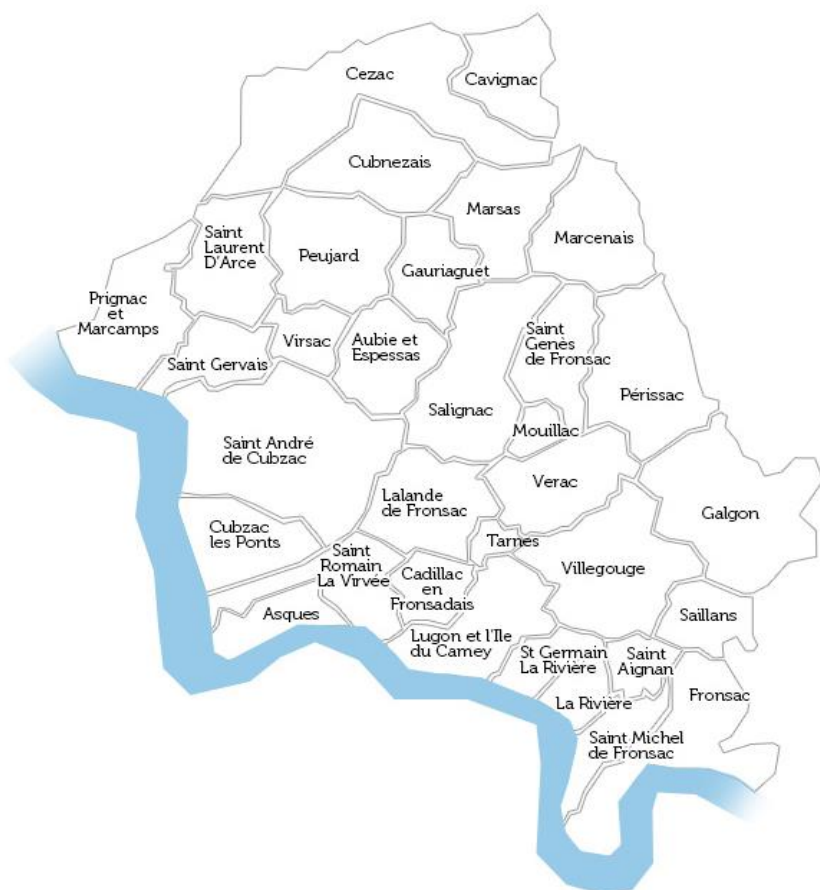 Cezac
Cavignac
Cubnezais
Marsas
Saint
Laurent
D'Arce
Marcenais
Peujard
Gauriaguet
Prignac
et
Marcamps
Saint Gervais
Virsac
Aubie et
Espessas
Saint
Genès
de Fronsac
Salignac
Périssac
Mouillac
Saint André
de Cubzac
Verac
Lalande
de Fronsac
Galgon
Cubzac
les Ponts
Tarnes
Saint
Romain
La Virvée
Cadillac
en
Fronsadais
Villegouge
Asques
Saillans
Lugon et l'Ile
du Carney
St Germain
La Rivière
Saint
Aignan
Fronsac
La Rivière
Saint Michel
de Fronsac